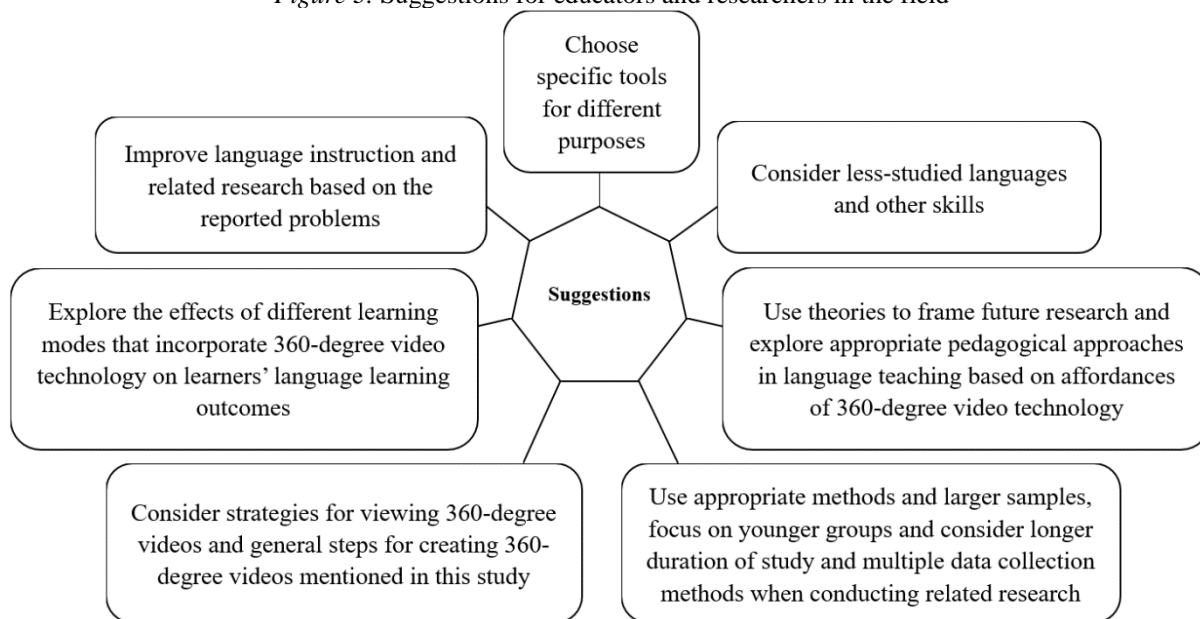 Figure 5. Suggestions for educators and researchers in the field
Choose
specific tools
for different
purposes
Improve language instruction and
related research based on the
reported problems
Consider less-studied languages
and other skills
Suggestions
Explore the effects of different learning
modes that incorporate 360-degree video
technology on learners’ language learning
outcomes
Use theories to frame future research and
explore appropriate pedagogical approaches
in language teaching based on affordances
of 360-degree video technology
Consider strategies for viewing 360-degree
videos and general steps for creating 360-
degree videos mentioned in this study
Use appropriate methods and larger samples,
focus on younger groups and consider longer
duration of study and multiple data collection
methods when conducting related research